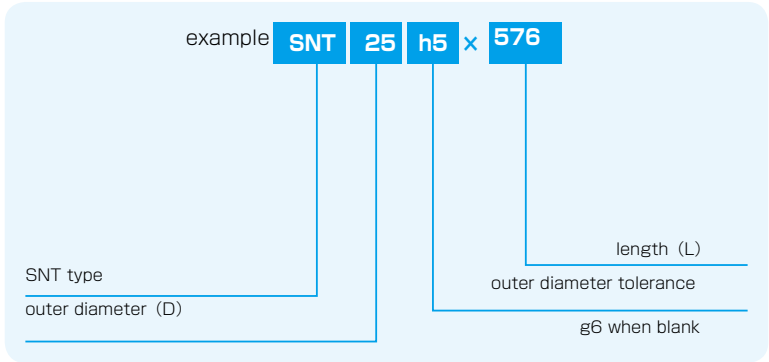 example SNT 25 h5 × 576
length（L）
SNT type
outer diameter tolerance
outer diameter（D）
g6 when blank